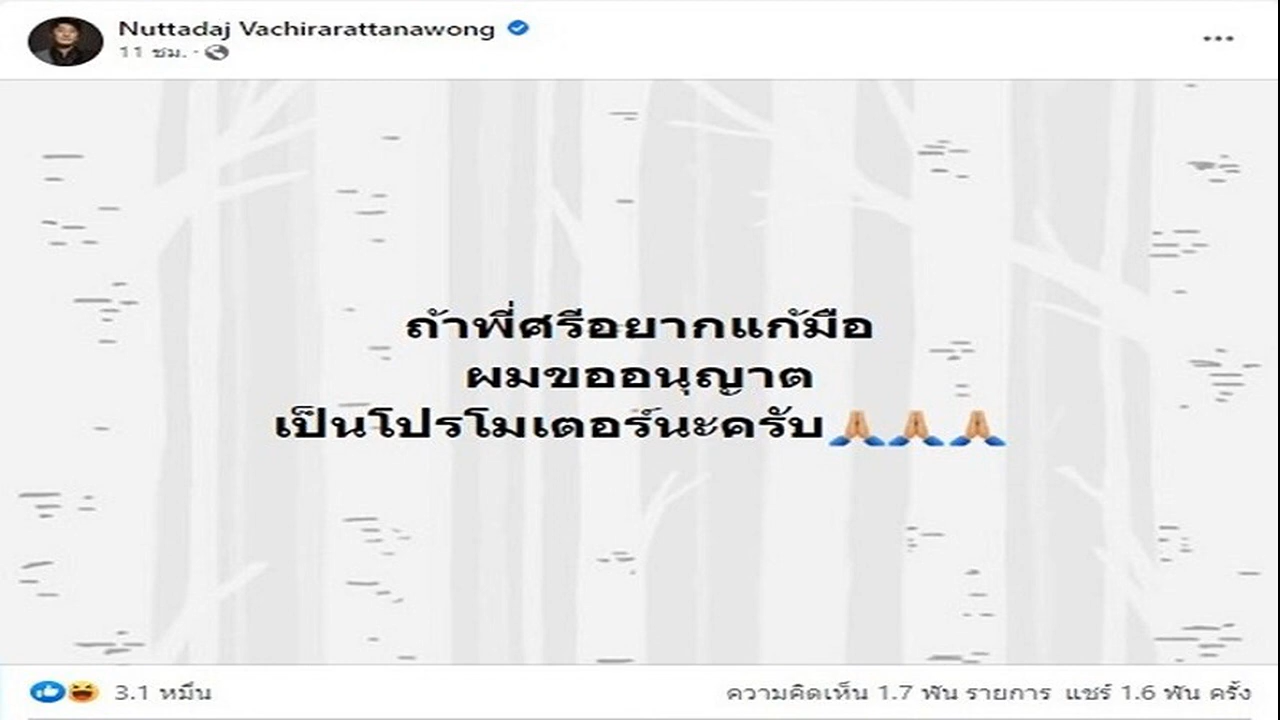 Nuttadaj Vachirarattanawong
11 ชม. ·
ถ้าพี่ศรีอยากแก้มือ
ผมขออนุญาต
เป็นโปรโมเตอร์นะครับ🙏🏼🙏🏼🙏🏼
3.1 หมื่น
ความคิดเห็น 1.7 พัน รายการ แชร์ 1.6 พัน ครั้ง